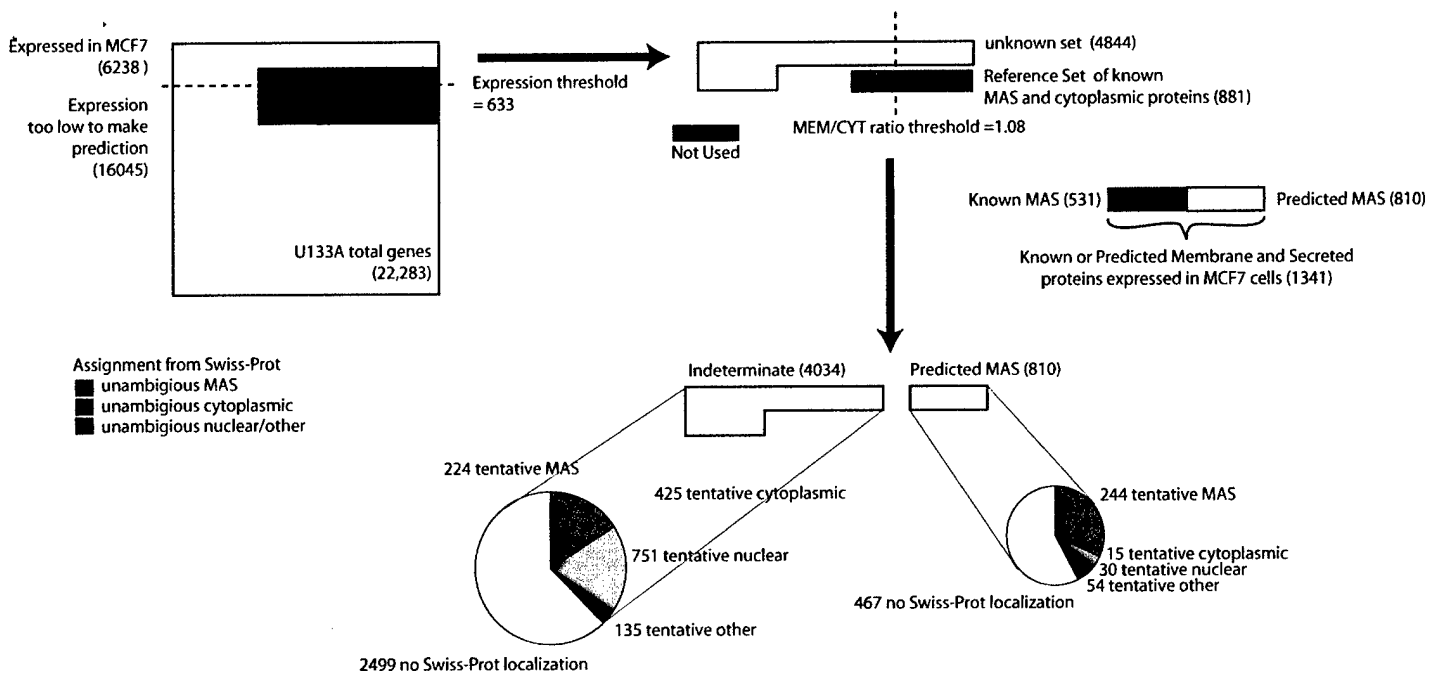 Expressed in MCF7
(6238 )
Expression
too low to make
prediction
(16045)
U133A total genes
(22,283)
Expression threshold
= 633
unknown set (4844)
Reference Set of known
MAS and cytoplasmic proteins (881)
MEM/CYT ratio threshold =1.08
Not Used
Known MAS (531)
Predicted MAS (810)
Known or Predicted Membrane and Secreted
proteins expressed in MCF7 cells (1341)
Assignment from Swiss-Prot
unambigious MAS
unambigious cytoplasmic
unambigious nuclear/other
Indeterminate (4034)
Predicted MAS (810)
224 tentative MAS
425 tentative cytoplasmic
751 tentative nuclear
135 tentative other
2499 no Swiss-Prot localization
244 tentative MAS
15 tentative cytoplasmic
30 tentative nuclear
54 tentative other
467 no Swiss-Prot localization